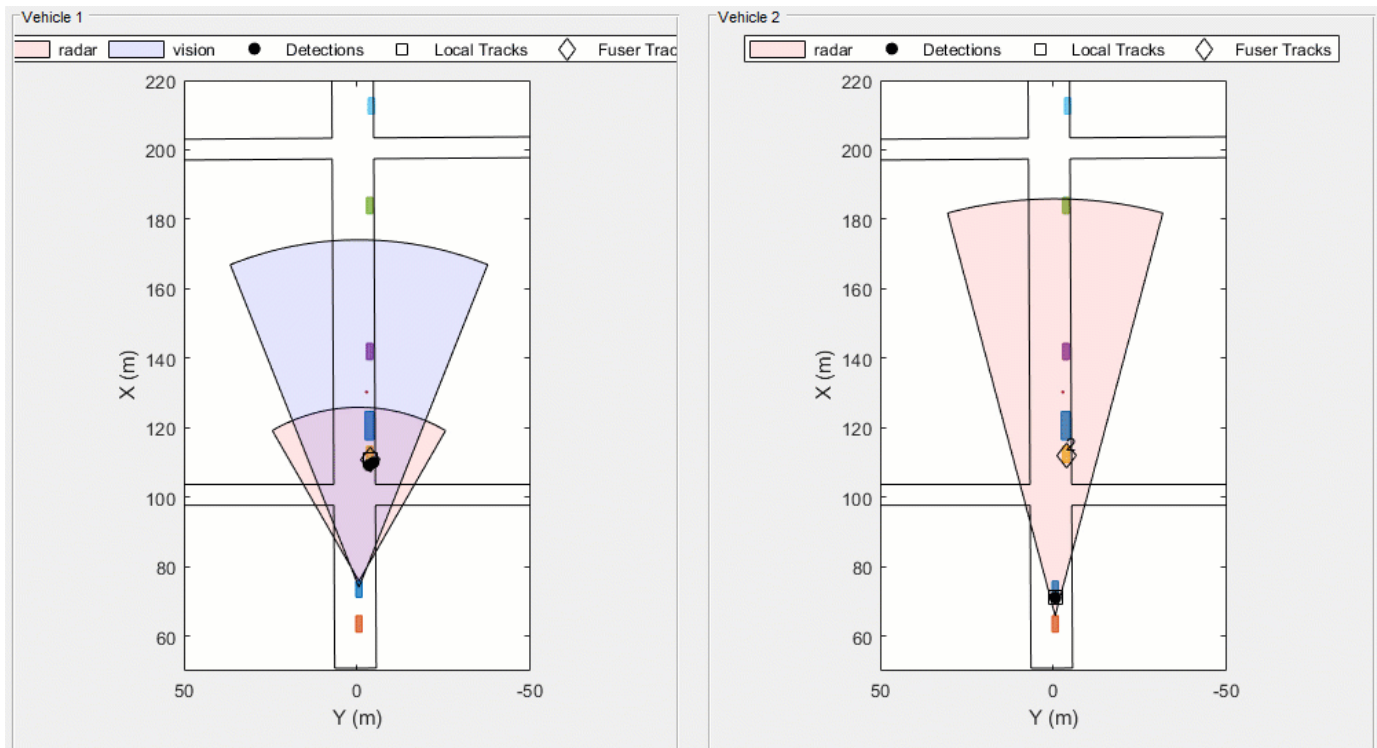 Vehicle 1
radar vision Detections Local Tracks Fuser Trac
220
200
180
160
140
120
100
80
60
X (m)
50 0 -50
Y (m)
Vehicle 2
radar Detections Local Tracks Fuser Tracks
220
200
180
160
140
120
100
80
60
X (m)
2
50 0 -50
Y (m)